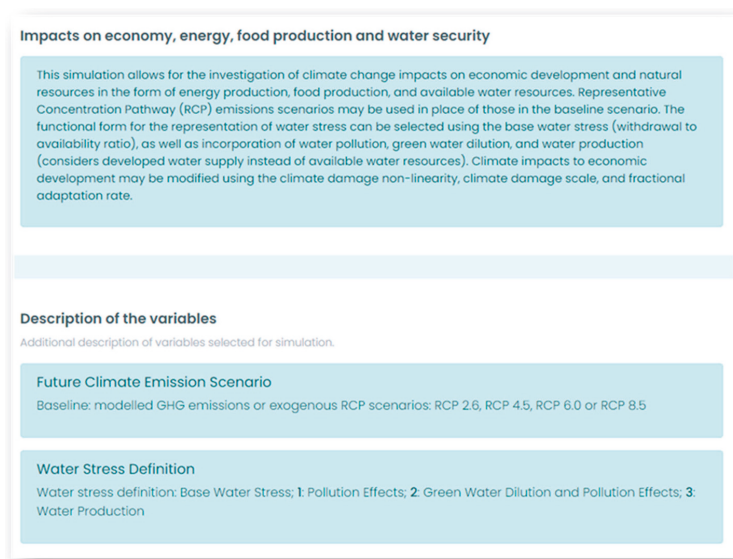 Impacts on economy, energy, food production and water security
This simulation allows for the investigation of climate change impacts on economic development and natural
resources in the form of energy production, food production, and available water resources. Representative
Concentration Pathway (RCP) emissions scenarios may be used in place of those in the baseline scenario. The
functional form for the representation of water stress can be selected using the base water stress (withdrawal to
availability ratio), as well as incorporation of water pollution, green water dilution, and water production
(considers developed water supply instead of available water resources). Climate impacts to economic
development may be modified using the climate damage non-linearity, climate damage scale, and fractional
adaptation rate.
Description of the variables
Additional description of variables selected for simulation.
Future Climate Emission Scenario
Baseline: modelled GHG emissions or exogenous RCP scenarios: RCP 2.6, RCP 4.5, RCP 6.0 or RCP 8.5
Water Stress Definition
Water stress definition: Base Water Stress; 1: Pollution Effects; 2: Green Water Dilution and Pollution Effects; 3:
Water Production